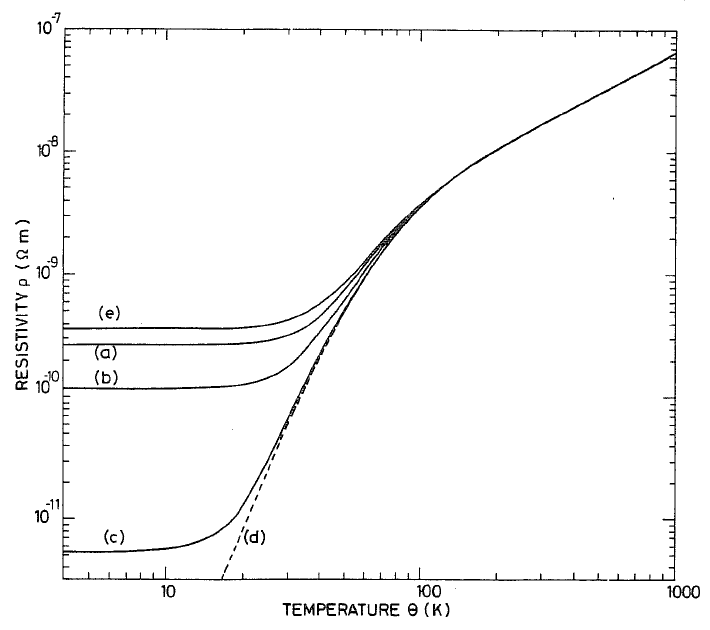 10⁻⁷
10⁻⁸
10⁻⁹
10⁻¹⁰
10⁻¹¹
RESISTIVITY ρ (Ω m)
(e)
(a)
(b)
(c)
(d)
10
100
1000
TEMPERATURE θ (K)